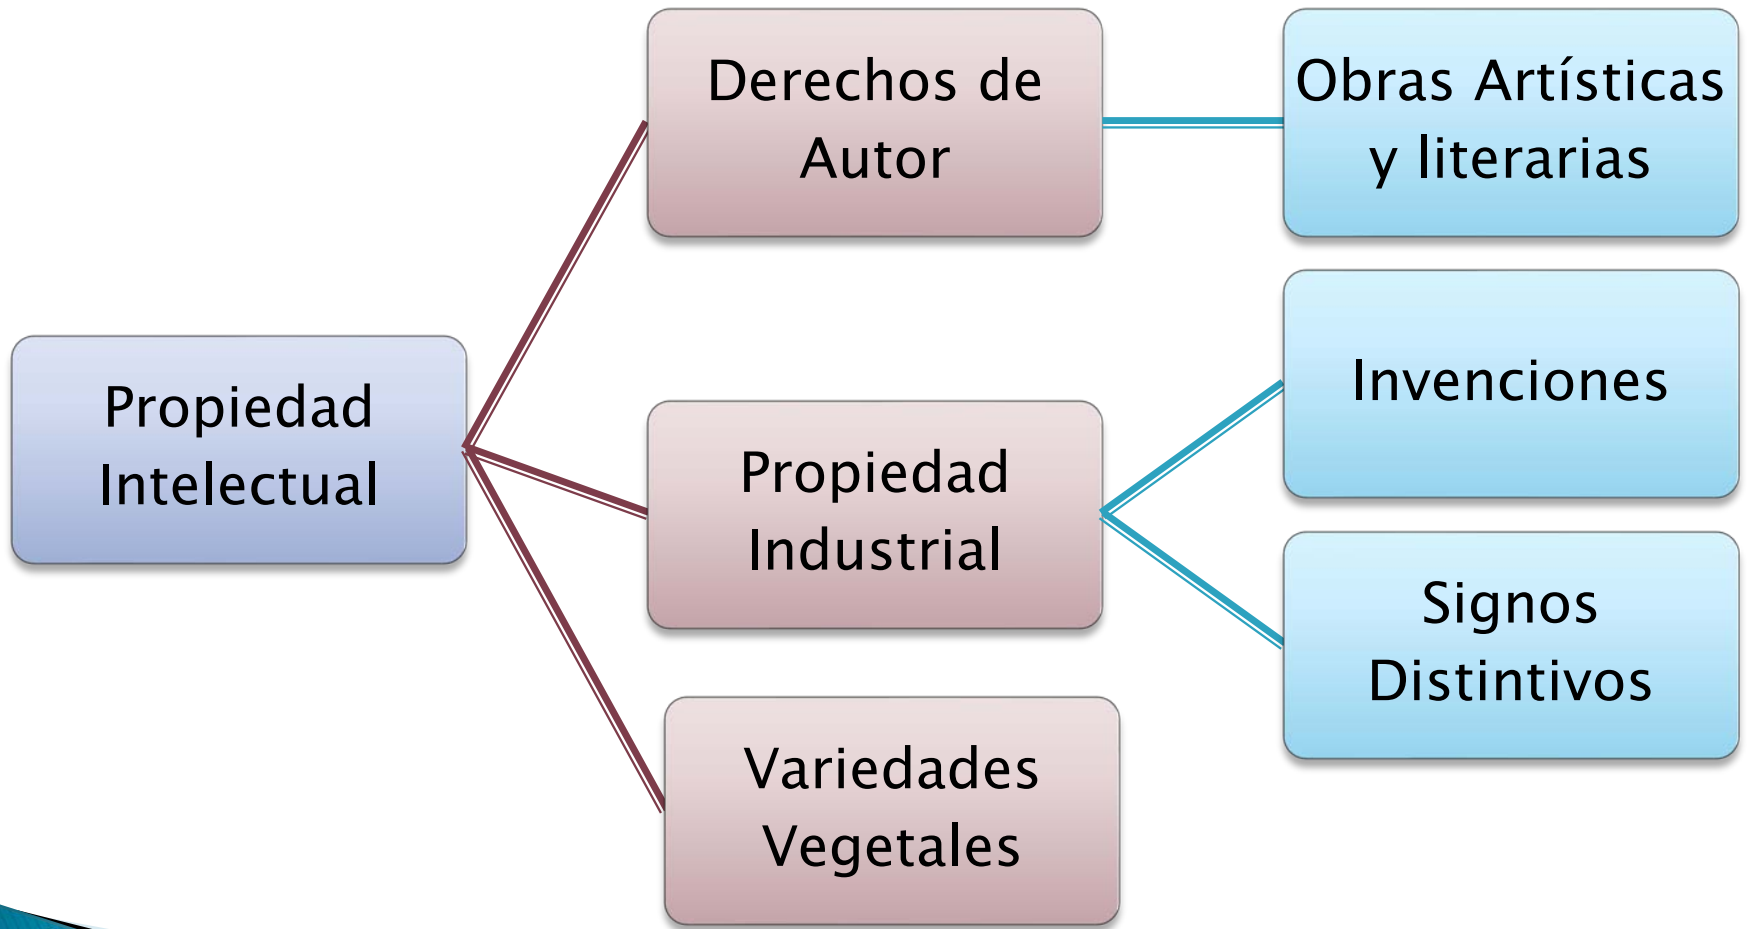 Propiedad
Intelectual
Derechos de
Autor
Obras Artísticas
y literarias
Propiedad
Industrial
Invenciones
Signos
Distintivos
Variedades
Vegetales